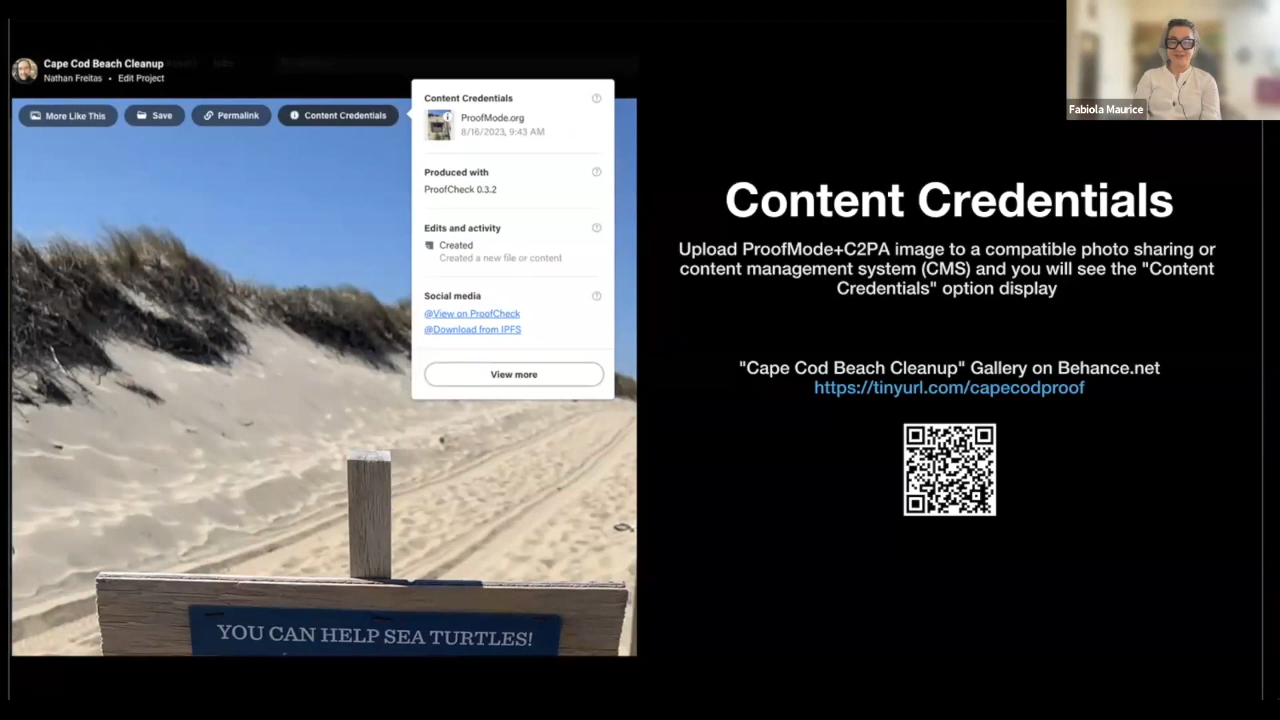 Cape Cod Beach Cleanup
Nathan Freitas • Edit Project
More Like This
Save
Permalink
Content Credentials
Content Credentials
ProofMode.org
8/16/2023, 9:43 AM
Produced with
ProofCheck 0.3.2
Edits and activity
Created
Created a new file or content
Social media
@View on ProofCheck
@Download from IPFS
View more
YOU CAN HELP SEA TURTLES!
Fabiola Maurice
Content Credentials
Upload ProofMode+C2PA image to a compatible photo sharing or
content management system (CMS) and you will see the "Content
Credentials" option display
"Cape Cod Beach Cleanup" Gallery on Behance.net
https://tinyurl.com/capecodproof